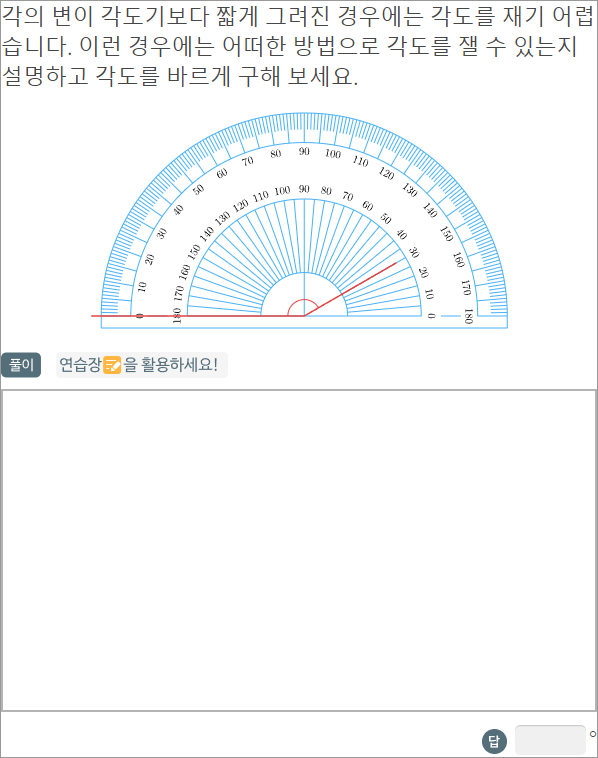 각의 변이 각도기보다 짧게 그려진 경우에는 각도를 재기 어렵
습니다. 이런 경우에는 어떠한 방법으로 각도를 잴 수 있는지
설명하고 각도를 바르게 구해 보세요.
0 10 20 30 40 50 60 70 80 90 100 110 120 130 140 150 160 170 180
180 170 160 150 140 130 120 110 100 90 80 70 60 50 40 30 20 10 0
풀이 연습장을 활용하세요!
답 °